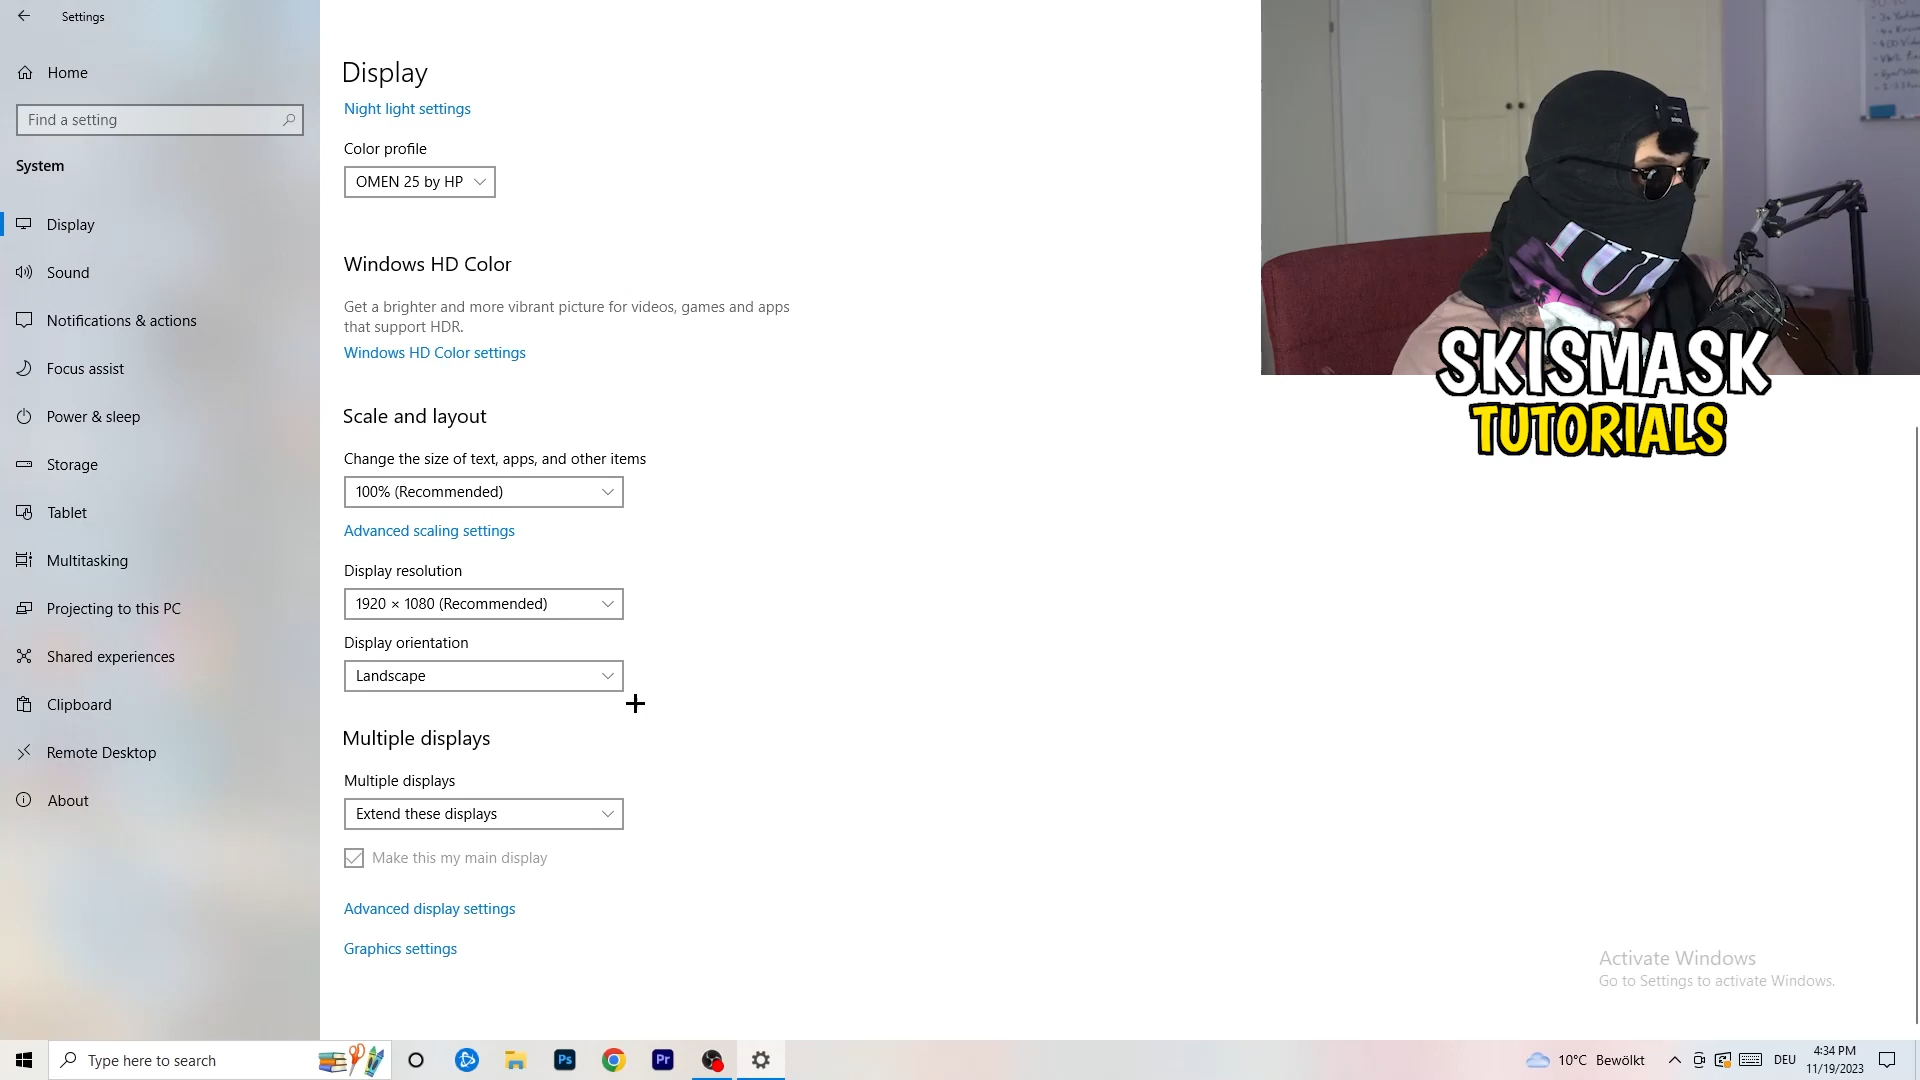 Settings
Home
Find a setting
System
Display
Sound
Notifications & actions
Focus assist
Power & sleep
Storage
Tablet
Multitasking
Projecting to this PC
Shared experiences
Clipboard
Remote Desktop
About
Display
Night light settings
Color profile
OMEN 25 by HP
Windows HD Color
Get a brighter and more vibrant picture for videos, games and apps
that support HDR.
Windows HD Color settings
Scale and layout
Change the size of text, apps, and other items
100% (Recommended)
Advanced scaling settings
Display resolution
1920 × 1080 (Recommended)
Display orientation
Landscape
Multiple displays
Multiple displays
Extend these displays
Make this my main display
Advanced display settings
Graphics settings
SKISMASK
TUTORIALS
Activate Windows
Go to Settings to activate Windows.
Type here to search
Ps
Pr
10°C Bewölkt
DEU
4:34 PM
11/19/2023